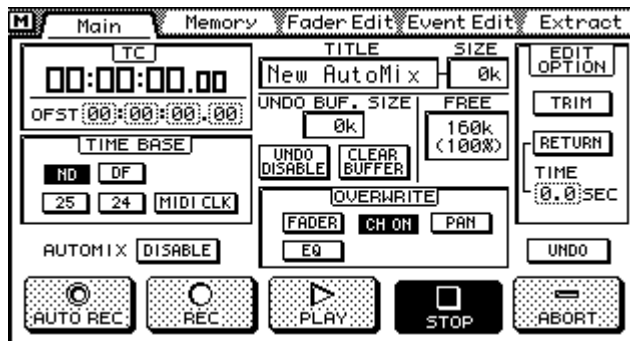 M Main Memory Fader Edit Event Edit Extract
TC
00:00:00.00
OFST 00:00:00.00
TITLE
New AutoMix
SIZE
0k
UNDO BUF. SIZE
0k
FREE
160k
(100%)
UNDO
DISABLE
CLEAR
BUFFER
EDIT
OPTION
TRIM
RETURN
TIME
0.0 SEC
TIME BASE
ND DF
25 24 MIDI CLK
OVERWRITE
FADER CH ON PAN
EQ
AUTOMIX DISABLE
UNDO
AUTO REC
REC
PLAY
STOP
ABORT